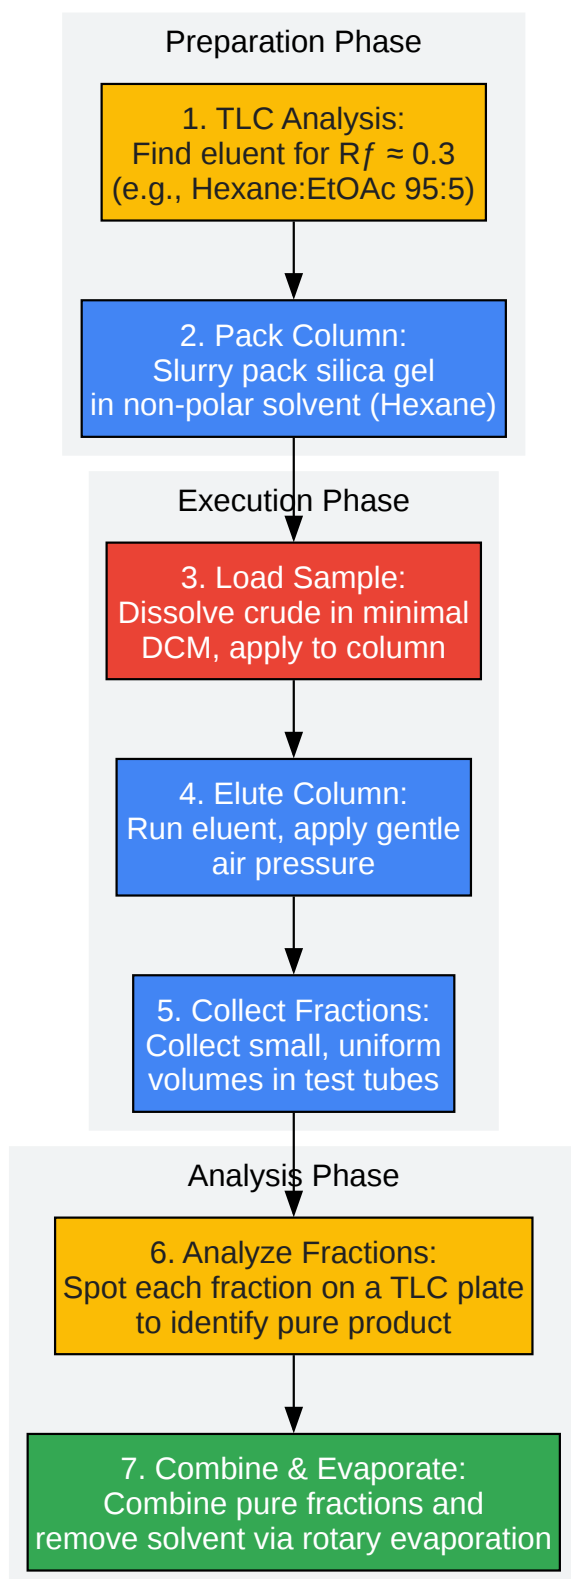 Preparation Phase
1. TLC Analysis:
Find eluent for Rƒ ≈ 0.3
(e.g., Hexane:EtOAc 95:5)
2. Pack Column:
Slurry pack silica gel
in non-polar solvent (Hexane)
Execution Phase
3. Load Sample:
Dissolve crude in minimal
DCM, apply to column
4. Elute Column:
Run eluent, apply gentle
air pressure
5. Collect Fractions:
Collect small, uniform
volumes in test tubes
Analysis Phase
6. Analyze Fractions:
Spot each fraction on a TLC plate
to identify pure product
7. Combine & Evaporate:
Combine pure fractions and
remove solvent via rotary evaporation